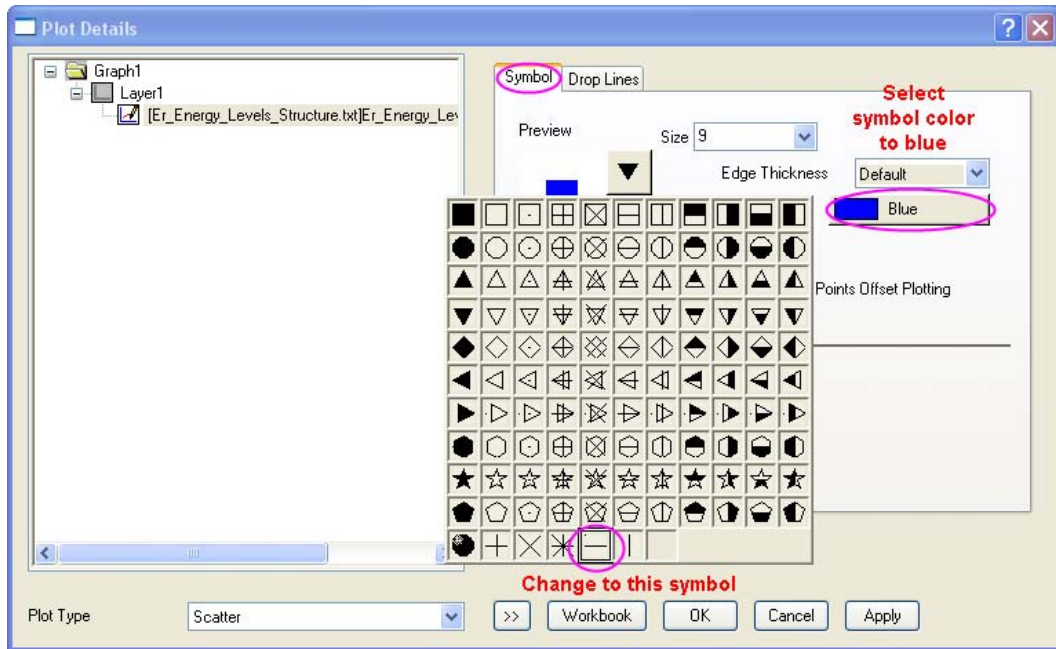 Plot Details
Graph1
Layer1
[Er_Energy_Levels_Structure.txt]Er_Energy_Lev
Symbol
Drop Lines
Select
symbol color
to blue
Preview
Size 9
Edge Thickness Default
Blue
Points Offset Plotting
Change to this symbol
Plot Type Scatter
>> Workbook OK Cancel Apply